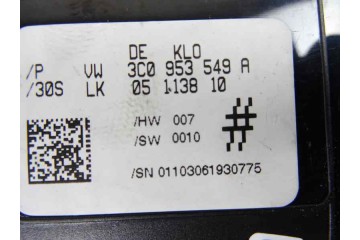 DE KLO
/P VW 3C0 953 549 A
/30S LK 05 1138 10
/HW 007
/SW 0010
#
/SN 01103061930775